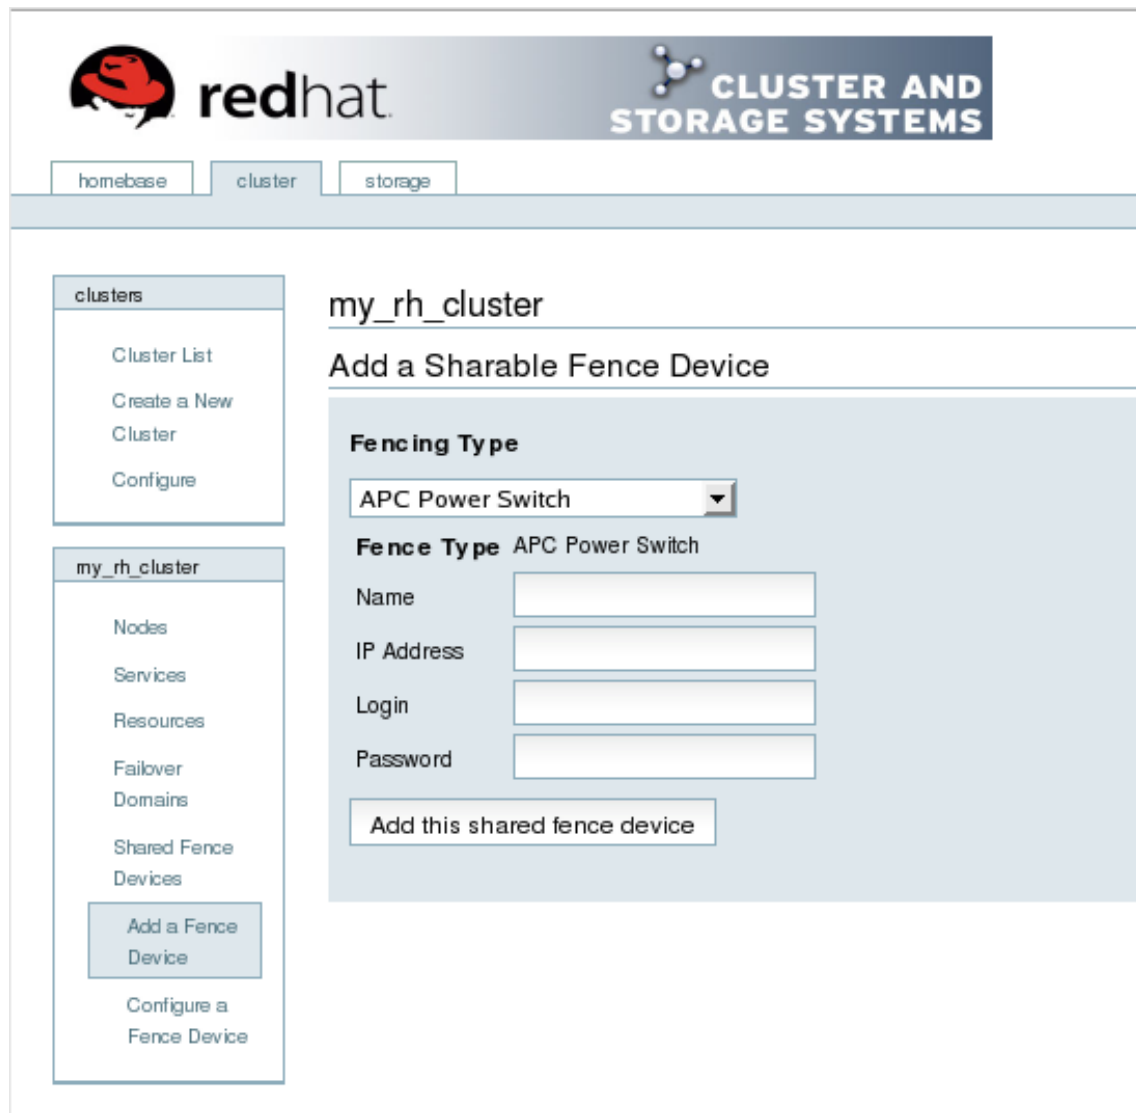 redhat.
CLUSTER AND
STORAGE SYSTEMS
homebase
cluster
storage
clusters
Cluster List
Create a New
Cluster
Configure
my_rh_cluster
Nodes
Services
Resources
Failover
Domains
Shared Fence
Devices
Add a Fence
Device
Configure a
Fence Device
my_rh_cluster
Add a Sharable Fence Device
Fencing Type
APC Power Switch
Fence Type APC Power Switch
Name
IP Address
Login
Password
Add this shared fence device